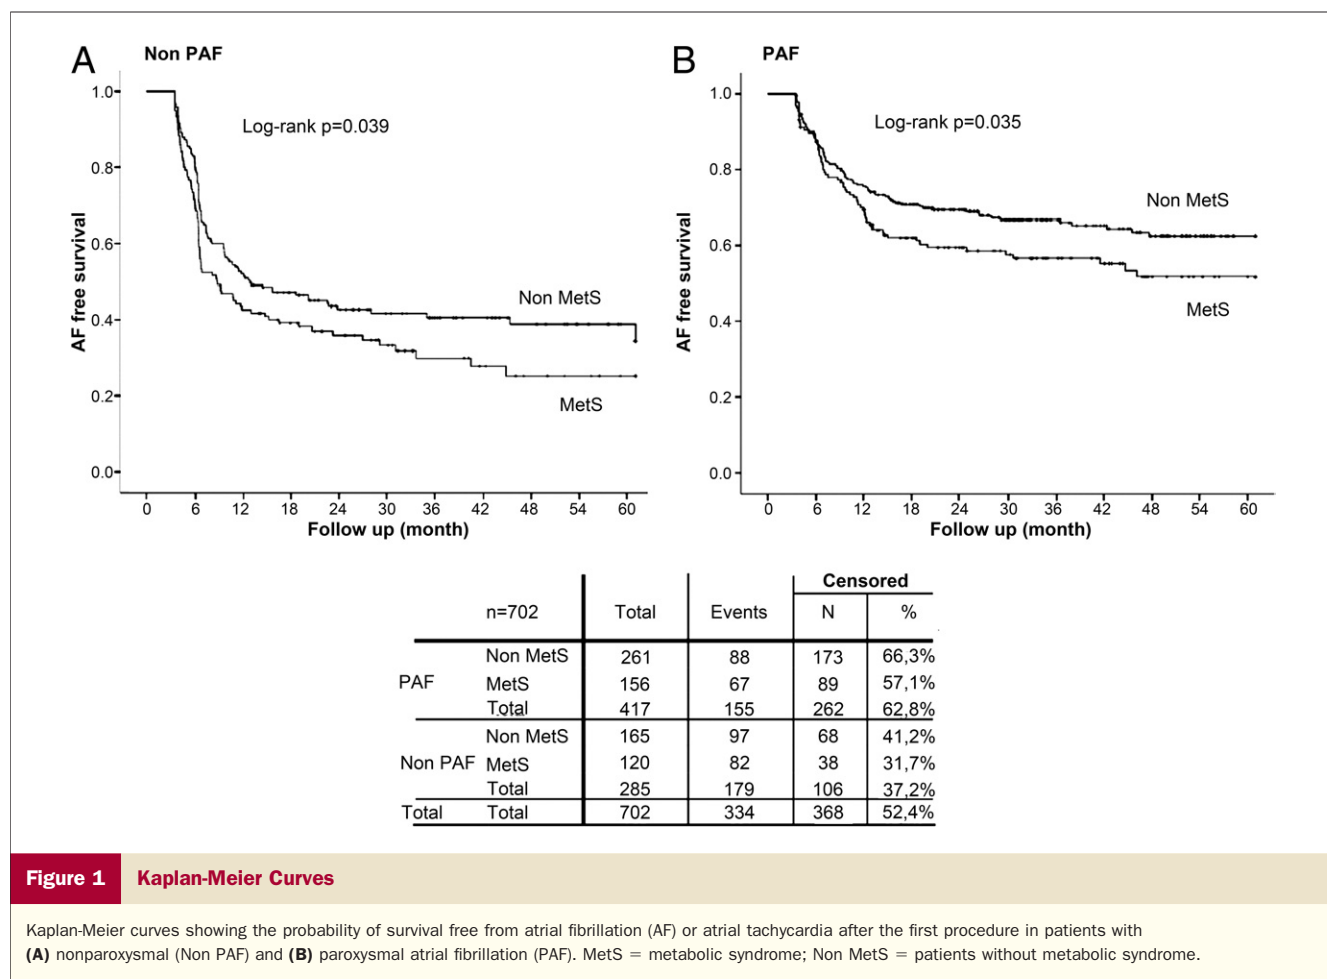 A Non PAF
1.0
0.8
0.6
0.4
0.2
0.0
AF free survival
Log-rank p=0.039
Non MetS
MetS
0 6 12 18 24 30 36 42 48 54 60
Follow up (month)
B PAF
1.0
0.8
0.6
0.4
0.2
0.0
AF free survival
Log-rank p=0.035
Non MetS
MetS
0 6 12 18 24 30 36 42 48 54 60
Follow up (month)
Censored
n=702 Total Events N %
Non MetS 261 88 173 66,3%
PAF MetS 156 67 89 57,1%
Total 417 155 262 62,8%
Non MetS 165 97 68 41,2%
Non PAF MetS 120 82 38 31,7%
Total 285 179 106 37,2%
Total Total 702 334 368 52,4%
Figure 1 Kaplan-Meier Curves
Kaplan-Meier curves showing the probability of survival free from atrial fibrillation (AF) or atrial tachycardia after the first procedure in patients with
(A) nonparoxysmal (Non PAF) and (B) paroxysmal atrial fibrillation (PAF). MetS = metabolic syndrome; Non MetS = patients without metabolic syndrome.